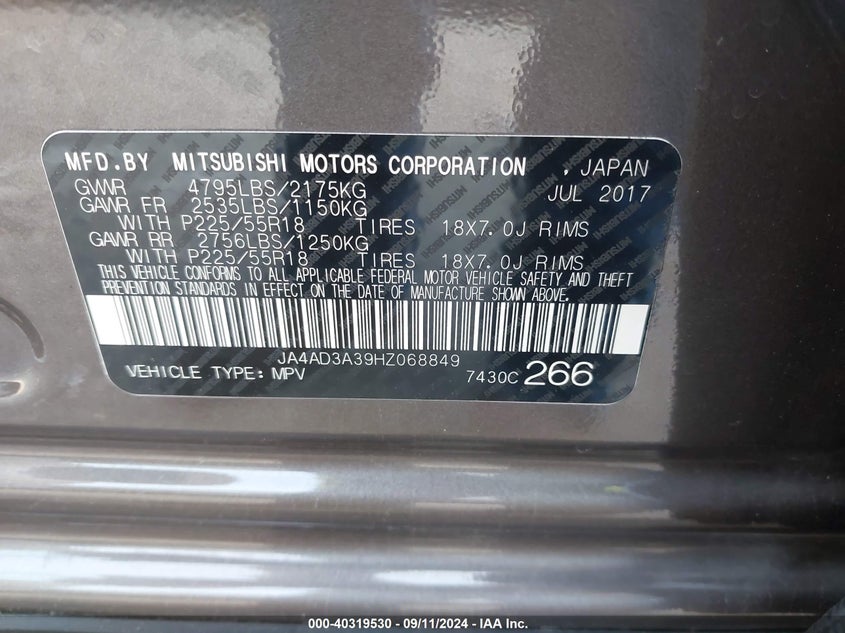 MFD.BY MITSUBISHI MOTORS CORPORATION , JAPAN
GVWR 4795LBS/2175KG JUL 2017
GAWR FR 2535LBS/1150KG
WITH P225/55R18 TIRES 18X7.0J RIMS
GAWR RR 2756LBS/1250KG
WITH P225/55R18 TIRES 18X7.0J RIMS
THIS VEHICLE CONFORMS TO ALL APPLICABLE FEDERAL MOTOR VEHICLE SAFETY AND THEFT
PREVENTION STANDARDS IN EFFECT ON THE DATE OF MANUFACTURE SHOWN ABOVE.
JA4AD3A39HZ068849
VEHICLE TYPE: MPV 7430C 266
000-40319530 - 09/11/2024 - IAA Inc.